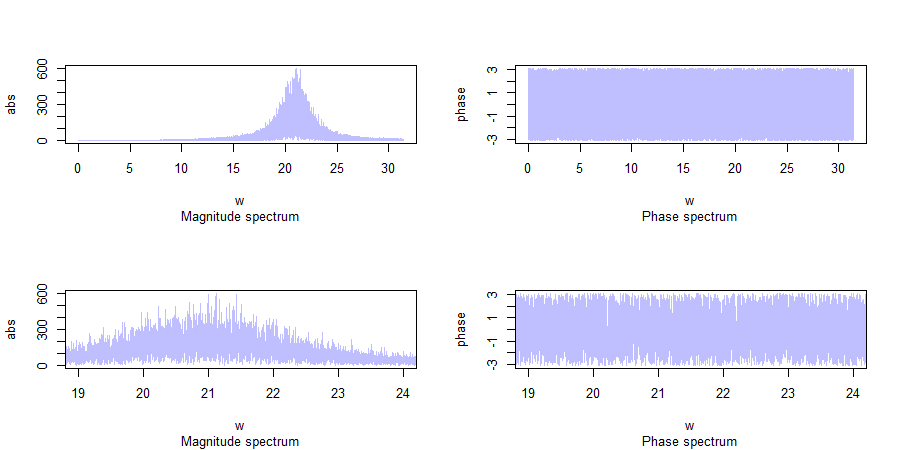 600
300
0
abs
0 5 10 15 20 25 30
w
Magnitude spectrum
3
1
-1
-3
phase
0 5 10 15 20 25 30
w
Phase spectrum
600
300
0
abs
19 20 21 22 23 24
w
Magnitude spectrum
3
1
-1
-3
phase
19 20 21 22 23 24
w
Phase spectrum